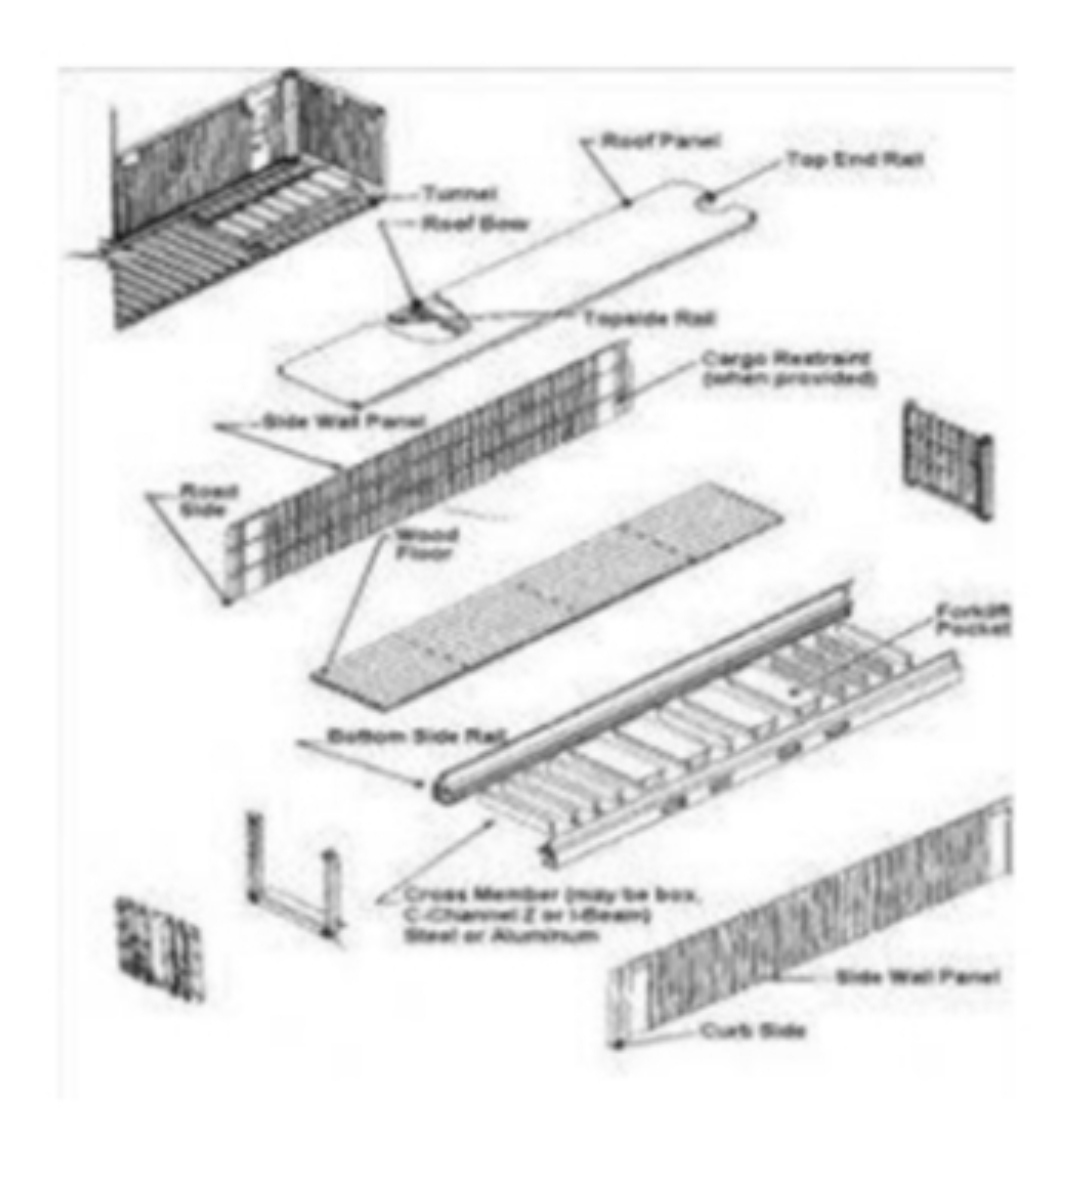 Roof Panel
Top End Rail
Tunnel
Roof Bow
Topside Rail
Cargo Restraint
(when provided)
Side Wall Panel
Road
Side
Wood
Floor
Forklift
Pocket
Bottom Side Rail
Cross Member (may be box,
C-Channel Z or I-Beam)
Steel or Aluminum
Side Wall Panel
Curb Side